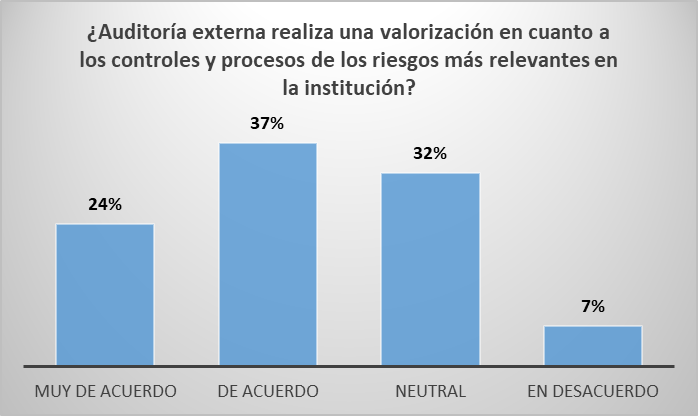 ¿Auditoría externa realiza una valorización en cuanto a
los controles y procesos de los riesgos más relevantes en
la institución?
24%
37%
32%
7%
MUY DE ACUERDO
DE ACUERDO
NEUTRAL
EN DESACUERDO